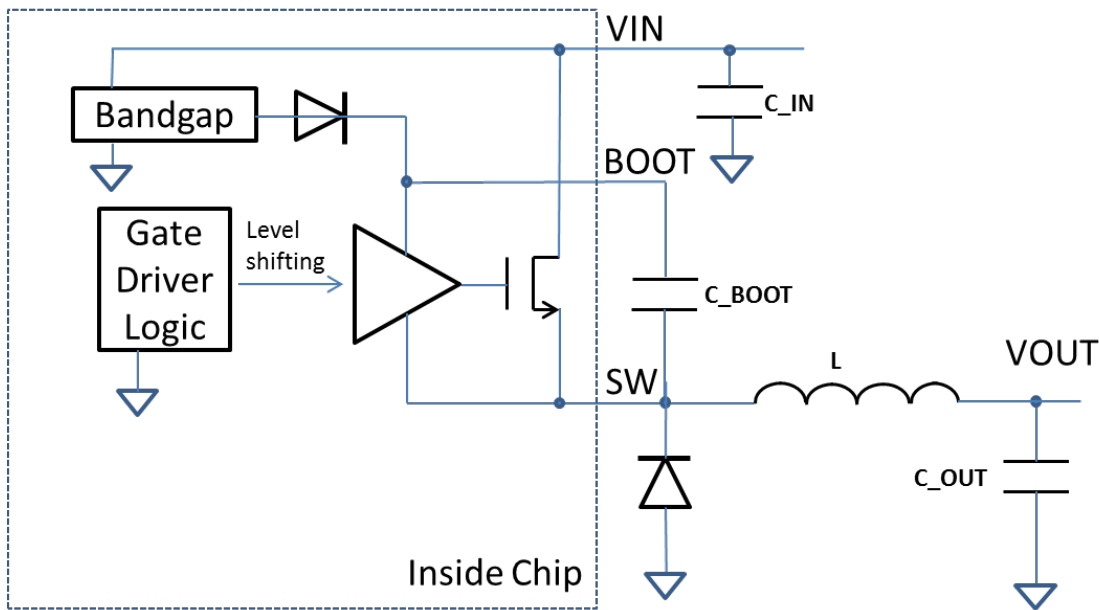 VIN
C_IN
Bandgap
BOOT
Gate
Driver
Logic
Level
shifting
C_BOOT
SW
L
VOUT
C_OUT
Inside Chip